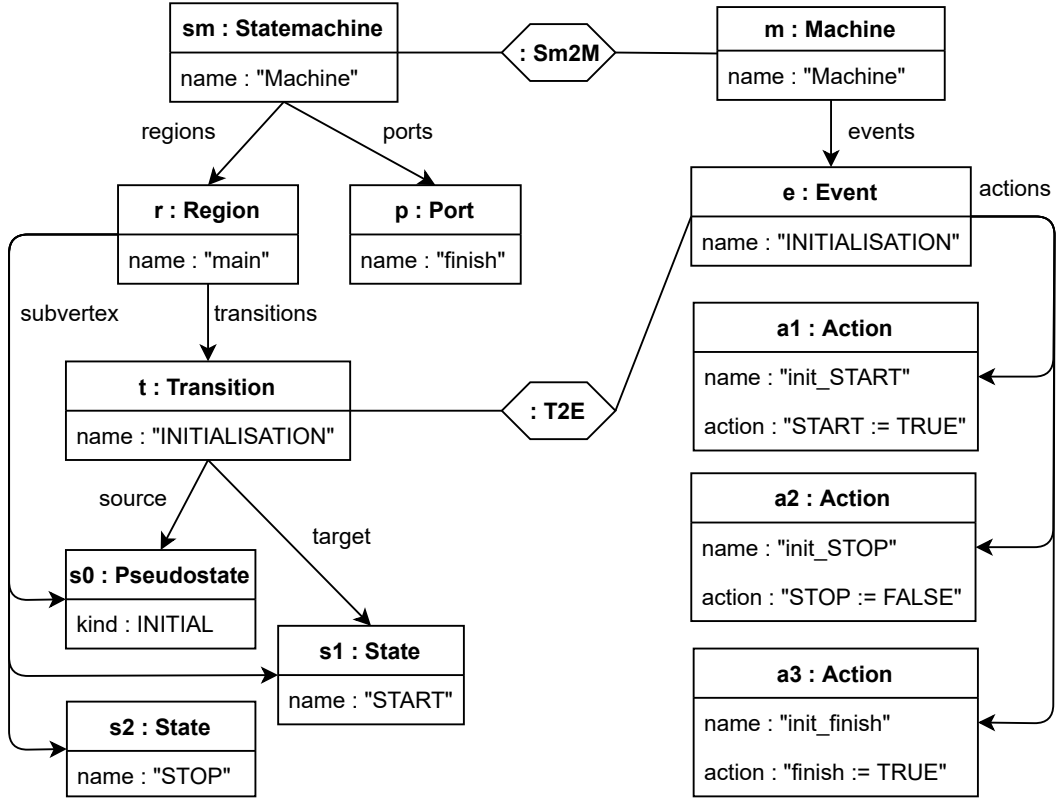 sm : Statemachine
name : "Machine"
: Sm2M
m : Machine
name : "Machine"
regions
ports
events
r : Region
name : "main"
p : Port
name : "finish"
e : Event
name : "INITIALISATION"
actions
subvertex
transitions
t : Transition
name : "INITIALISATION"
: T2E
a1 : Action
name : "init_START"
action : "START := TRUE"
source
target
a2 : Action
name : "init_STOP"
action : "STOP := FALSE"
s0 : Pseudostate
kind : INITIAL
s1 : State
name : "START"
a3 : Action
name : "init_finish"
action : "finish := TRUE"
s2 : State
name : "STOP"